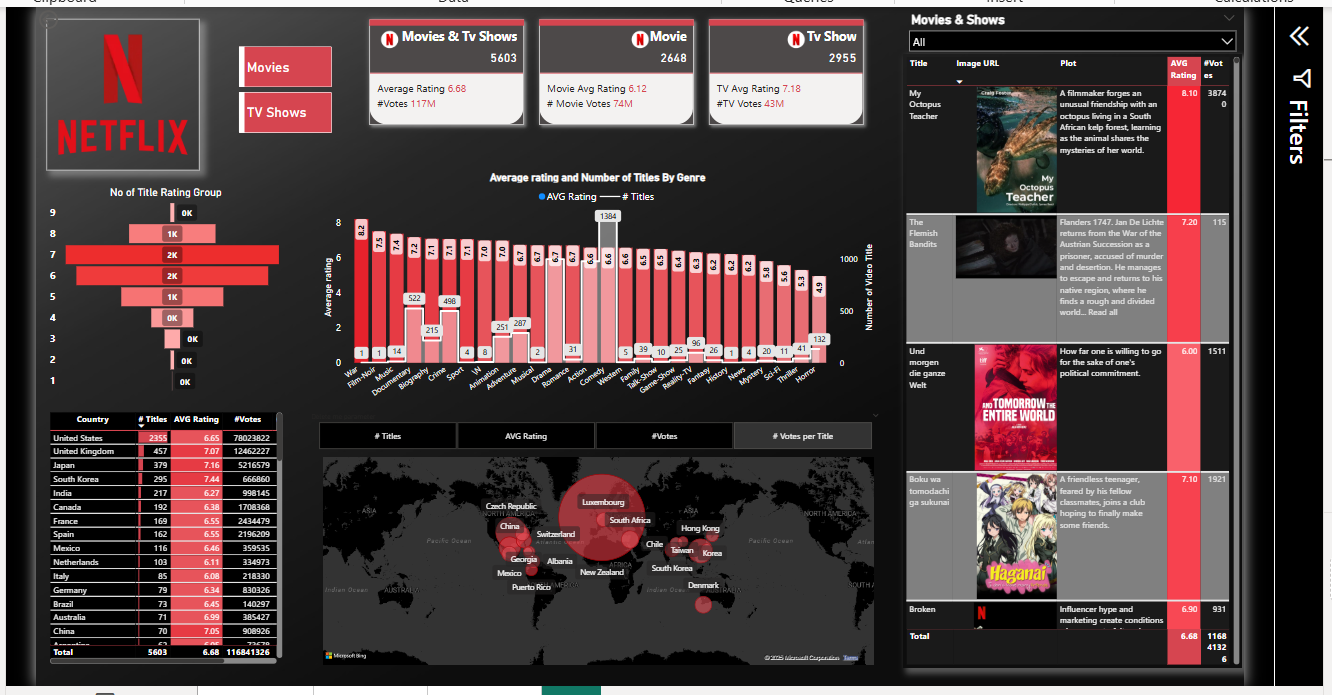 Clipboard
Data
Queries
Insert
Calculations
N
NETFLIX
Movies
TV Shows
Movies & Tv Shows
5603
Average Rating 6.68
#Votes 117M
Movie
2648
Movie Avg Rating 6.12
# Movie Votes 74M
Tv Show
2955
TV Avg Rating 7.18
#TV Votes 43M
No of Title Rating Group
9 0K
8 1K
7 2K
6 2K
5 1K
4 0K
3 0K
2 0K
1 0K
Average rating and Number of Titles By Genre
AVG Rating # Titles
Average rating
8
6
4
2
0
8.2 7.5 7.4 7.2 7.1 7.1 7.1 7.0 7.0 6.7 6.7 6.7 6.7 6.6 6.6 6.6 6.5 6.5 6.4 6.3 6.2 6.2 6.2 5.8 5.6 5.3 4.9
1 1 14 522 215 498 4 8 251 287 2 31 1384 5 39 10 25 96 26 1 4 20 11 41 132
War Film-Noir Music Documentary Biography Crime Sport Animation Adventure Musical Drama Romance Action Comedy Western Family Talk-Show Game-Show Reality-TV Fantasy History News Mystery Sci-Fi Thriller Horror
1000
500
0
Number of Video Title
Country # Titles AVG Rating #Votes
United States 2355 6.65 78023822
United Kingdom 457 7.07 12462227
Japan 379 7.16 5216579
South Korea 295 7.44 666860
India 217 6.27 998145
Canada 192 6.38 1708368
France 169 6.55 2434479
Spain 162 6.55 2196209
Mexico 116 6.46 359535
Netherlands 103 6.11 334973
Italy 85 6.08 218330
Germany 79 6.34 830326
Brazil 73 6.45 140297
Australia 71 6.99 385427
China 70 7.05 908926
Total 5603 6.68 116841326
# Titles
AVG Rating
#Votes
# Votes per Title
Luxembourg
Czech Republic
NORTH AMERICA
China
South Africa
Switzerland
Hong Kong
Chile
Taiwan
Korea
Georgia
Albania
AFRICA
South Korea
Mexico
New Zealand
Puerto Rico
Denmark
ASIA
ASIA
NORTH AMERICA
Pacific Ocean
Pacific Ocean
Indian Ocean
AUSTRALIA
AUSTRALIA
Microsoft Bing
© 2025 Microsoft Corporation Terms
Movies & Shows
All
Title Image URL Plot AVG Rating #Votes
My
Octopus
Teacher
Craig Foster
My
Octopus
Teacher
A filmmaker forges an
unusual friendship with an
octopus living in a South
African kelp forest, learning
as the animal shares the
mysteries of her world.
8.10
3874
0
The
Flemish
Bandits
Flanders 1747. Jan De Lichte
returns from the War of the
Austrian Succession as a
prisoner, accused of murder
and desertion. He manages
to escape and returns to his
native region, where he
finds a rough and divided
world... Read all
7.20
115
Und
morgen
die ganze
Welt
AND TOMORROW THE
ENTIRE WORLD
How far one is willing to go
for the sake of one's
political commitment.
6.00
1511
Boku wa
tomodachi
ga sukunai
Haganai
A friendless teenager,
feared by his fellow
classmates, joins a club
hoping to finally make
some friends.
7.10
1921
Broken
N
Influencer hype and
marketing create conditions
6.90
931
Total
6.68
1168
4132
6
Filters